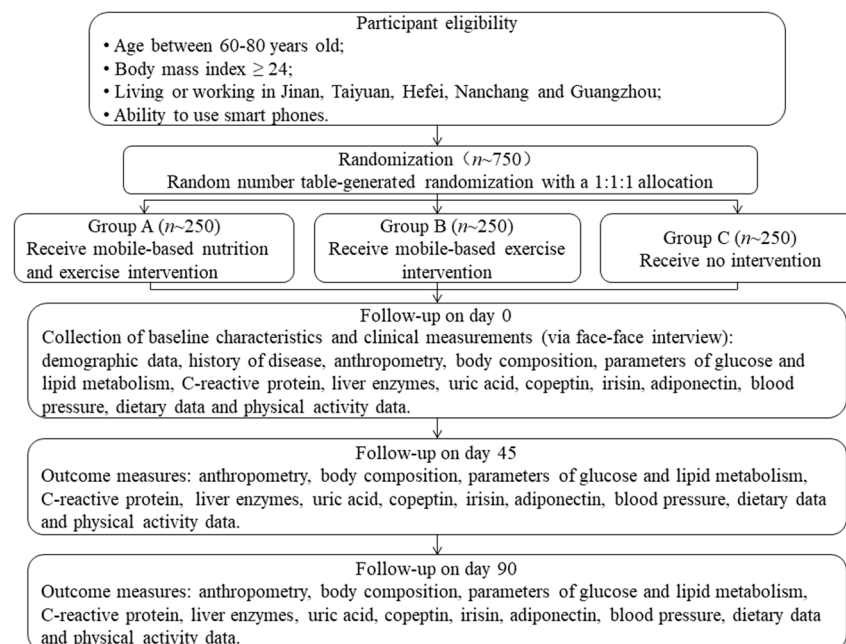 Participant eligibility
• Age between 60-80 years old;
• Body mass index ≥ 24;
• Living or working in Jinan, Taiyuan, Hefei, Nanchang and Guangzhou;
• Ability to use smart phones.
Randomization（n~750）
Random number table-generated randomization with a 1:1:1 allocation
Group A (n~250)
Receive mobile-based nutrition
and exercise intervention
Group B (n~250)
Receive mobile-based exercise
intervention
Group C (n~250)
Receive no intervention
Follow-up on day 0
Collection of baseline characteristics and clinical measurements (via face-face interview):
demographic data, history of disease, anthropometry, body composition, parameters of glucose and
lipid metabolism, C-reactive protein, liver enzymes, uric acid, copeptin, irisin, adiponectin, blood
pressure, dietary data and physical activity data.
Follow-up on day 45
Outcome measures: anthropometry, body composition, parameters of glucose and lipid metabolism,
C-reactive protein, liver enzymes, uric acid, copeptin, irisin, adiponectin, blood pressure, dietary data
and physical activity data.
Follow-up on day 90
Outcome measures: anthropometry, body composition, parameters of glucose and lipid metabolism,
C-reactive protein, liver enzymes, uric acid, copeptin, irisin, adiponectin, blood pressure, dietary data
and physical activity data.